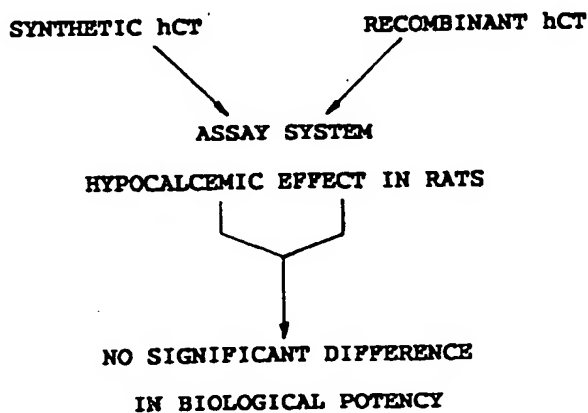 SYNTHETIC hCT
RECOMBINANT hCT
ASSAY SYSTEM
HYPOCALCEMIC EFFECT IN RATS
NO SIGNIFICANT DIFFERENCE
IN BIOLOGICAL POTENCY